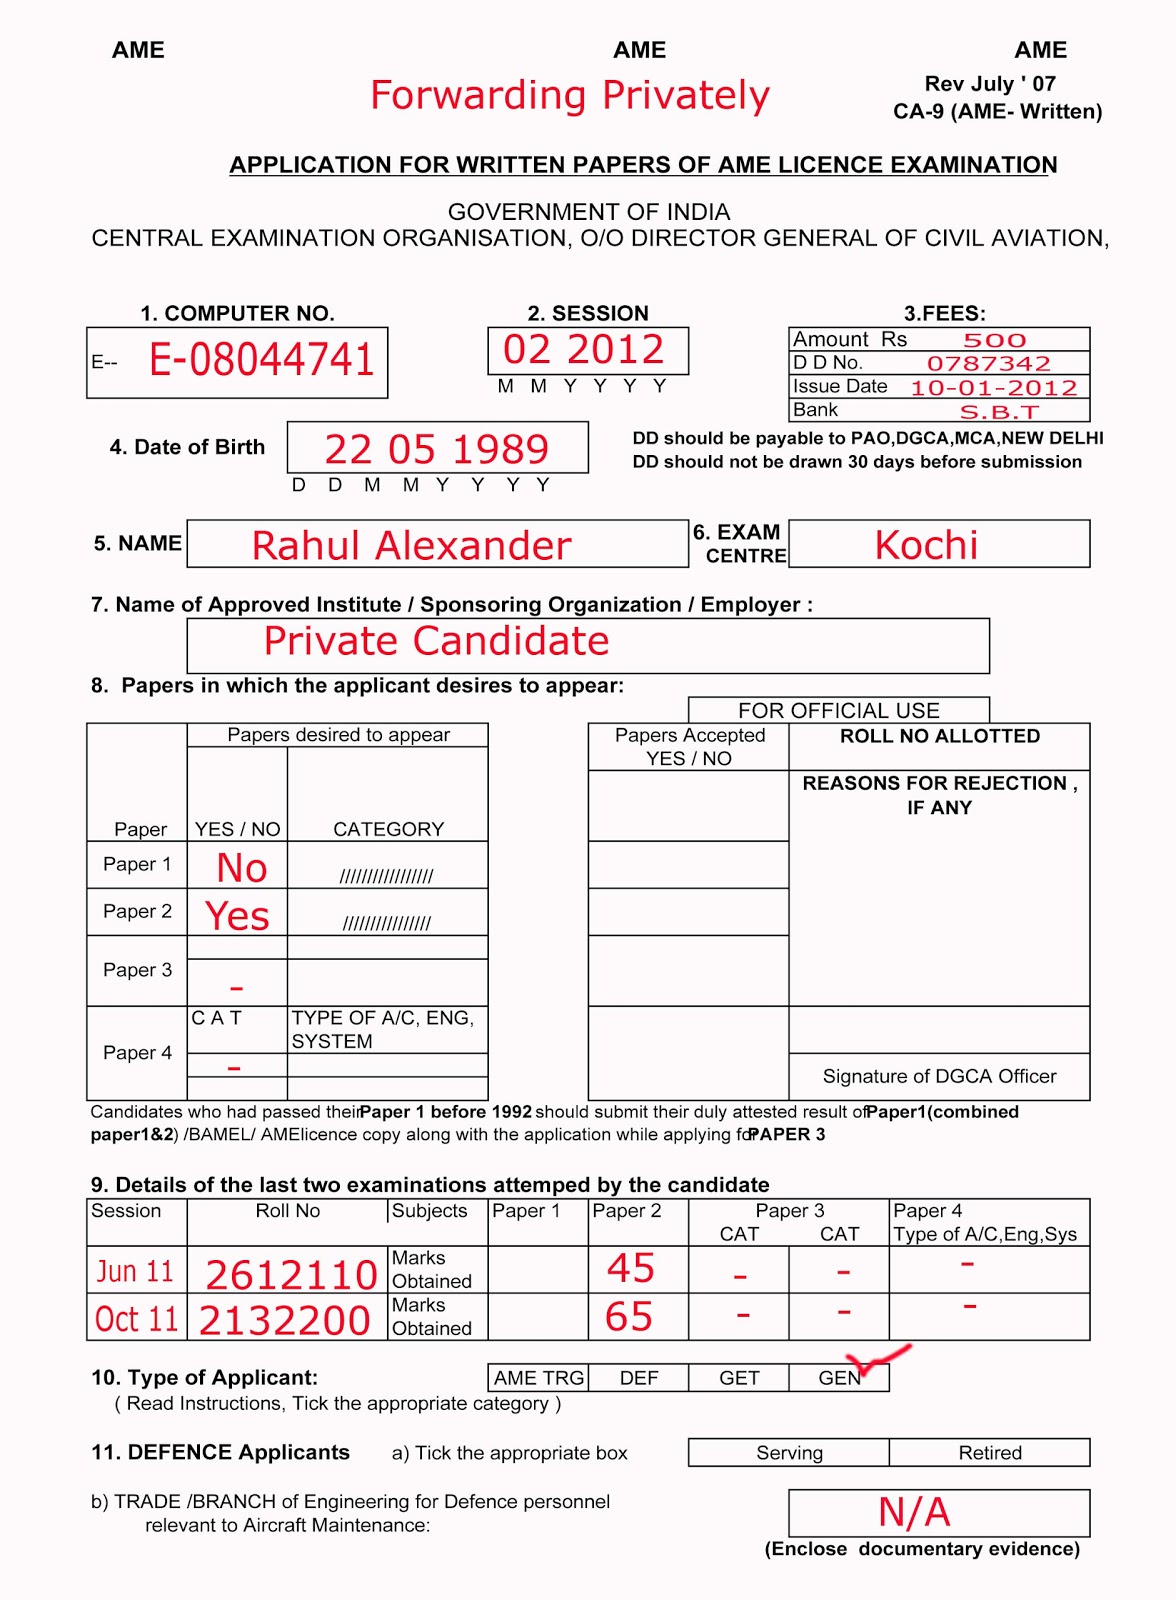 AME AME AME
Forwarding Privately
Rev July ' 07
CA-9 (AME- Written)
APPLICATION FOR WRITTEN PAPERS OF AME LICENCE EXAMINATION
GOVERNMENT OF INDIA
CENTRAL EXAMINATION ORGANISATION, O/O DIRECTOR GENERAL OF CIVIL AVIATION,
1. COMPUTER NO. 2. SESSION 3.FEES:
E-- E-08044741
02 2012
M M Y Y Y Y
Amount Rs 500
D D No. 0787342
Issue Date 10-01-2012
Bank S.B.T
4. Date of Birth 22 05 1989
D D M M Y Y Y Y
DD should be payable to PAO,DGCA,MCA,NEW DELHI
DD should not be drawn 30 days before submission
5. NAME Rahul Alexander
6. EXAM CENTRE Kochi
7. Name of Approved Institute / Sponsoring Organization / Employer :
Private Candidate
8. Papers in which the applicant desires to appear:
FOR OFFICIAL USE
Papers desired to appear
Paper YES / NO CATEGORY
Paper 1 No /////////////////
Paper 2 Yes ////////////////
Paper 3 -
Paper 4 C A T TYPE OF A/C, ENG,
SYSTEM
-
Papers Accepted
YES / NO
ROLL NO ALLOTTED
REASONS FOR REJECTION ,
IF ANY
Signature of DGCA Officer
Candidates who had passed their Paper 1 before 1992 should submit their duly attested result of Paper1(combined
paper1&2) /BAMEL/ AMElicence copy along with the application while applying for PAPER 3
9. Details of the last two examinations attemped by the candidate
Session Roll No Subjects Paper 1 Paper 2 Paper 3 Paper 4
CAT CAT Type of A/C,Eng,Sys
Jun 11 2612110 Marks Obtained 45 - - -
Oct 11 2132200 Marks Obtained 65 - - -
10. Type of Applicant: AME TRG DEF GET GEN
( Read Instructions, Tick the appropriate category )
11. DEFENCE Applicants a) Tick the appropriate box Serving Retired
b) TRADE /BRANCH of Engineering for Defence personnel
relevant to Aircraft Maintenance:
N/A
(Enclose documentary evidence)